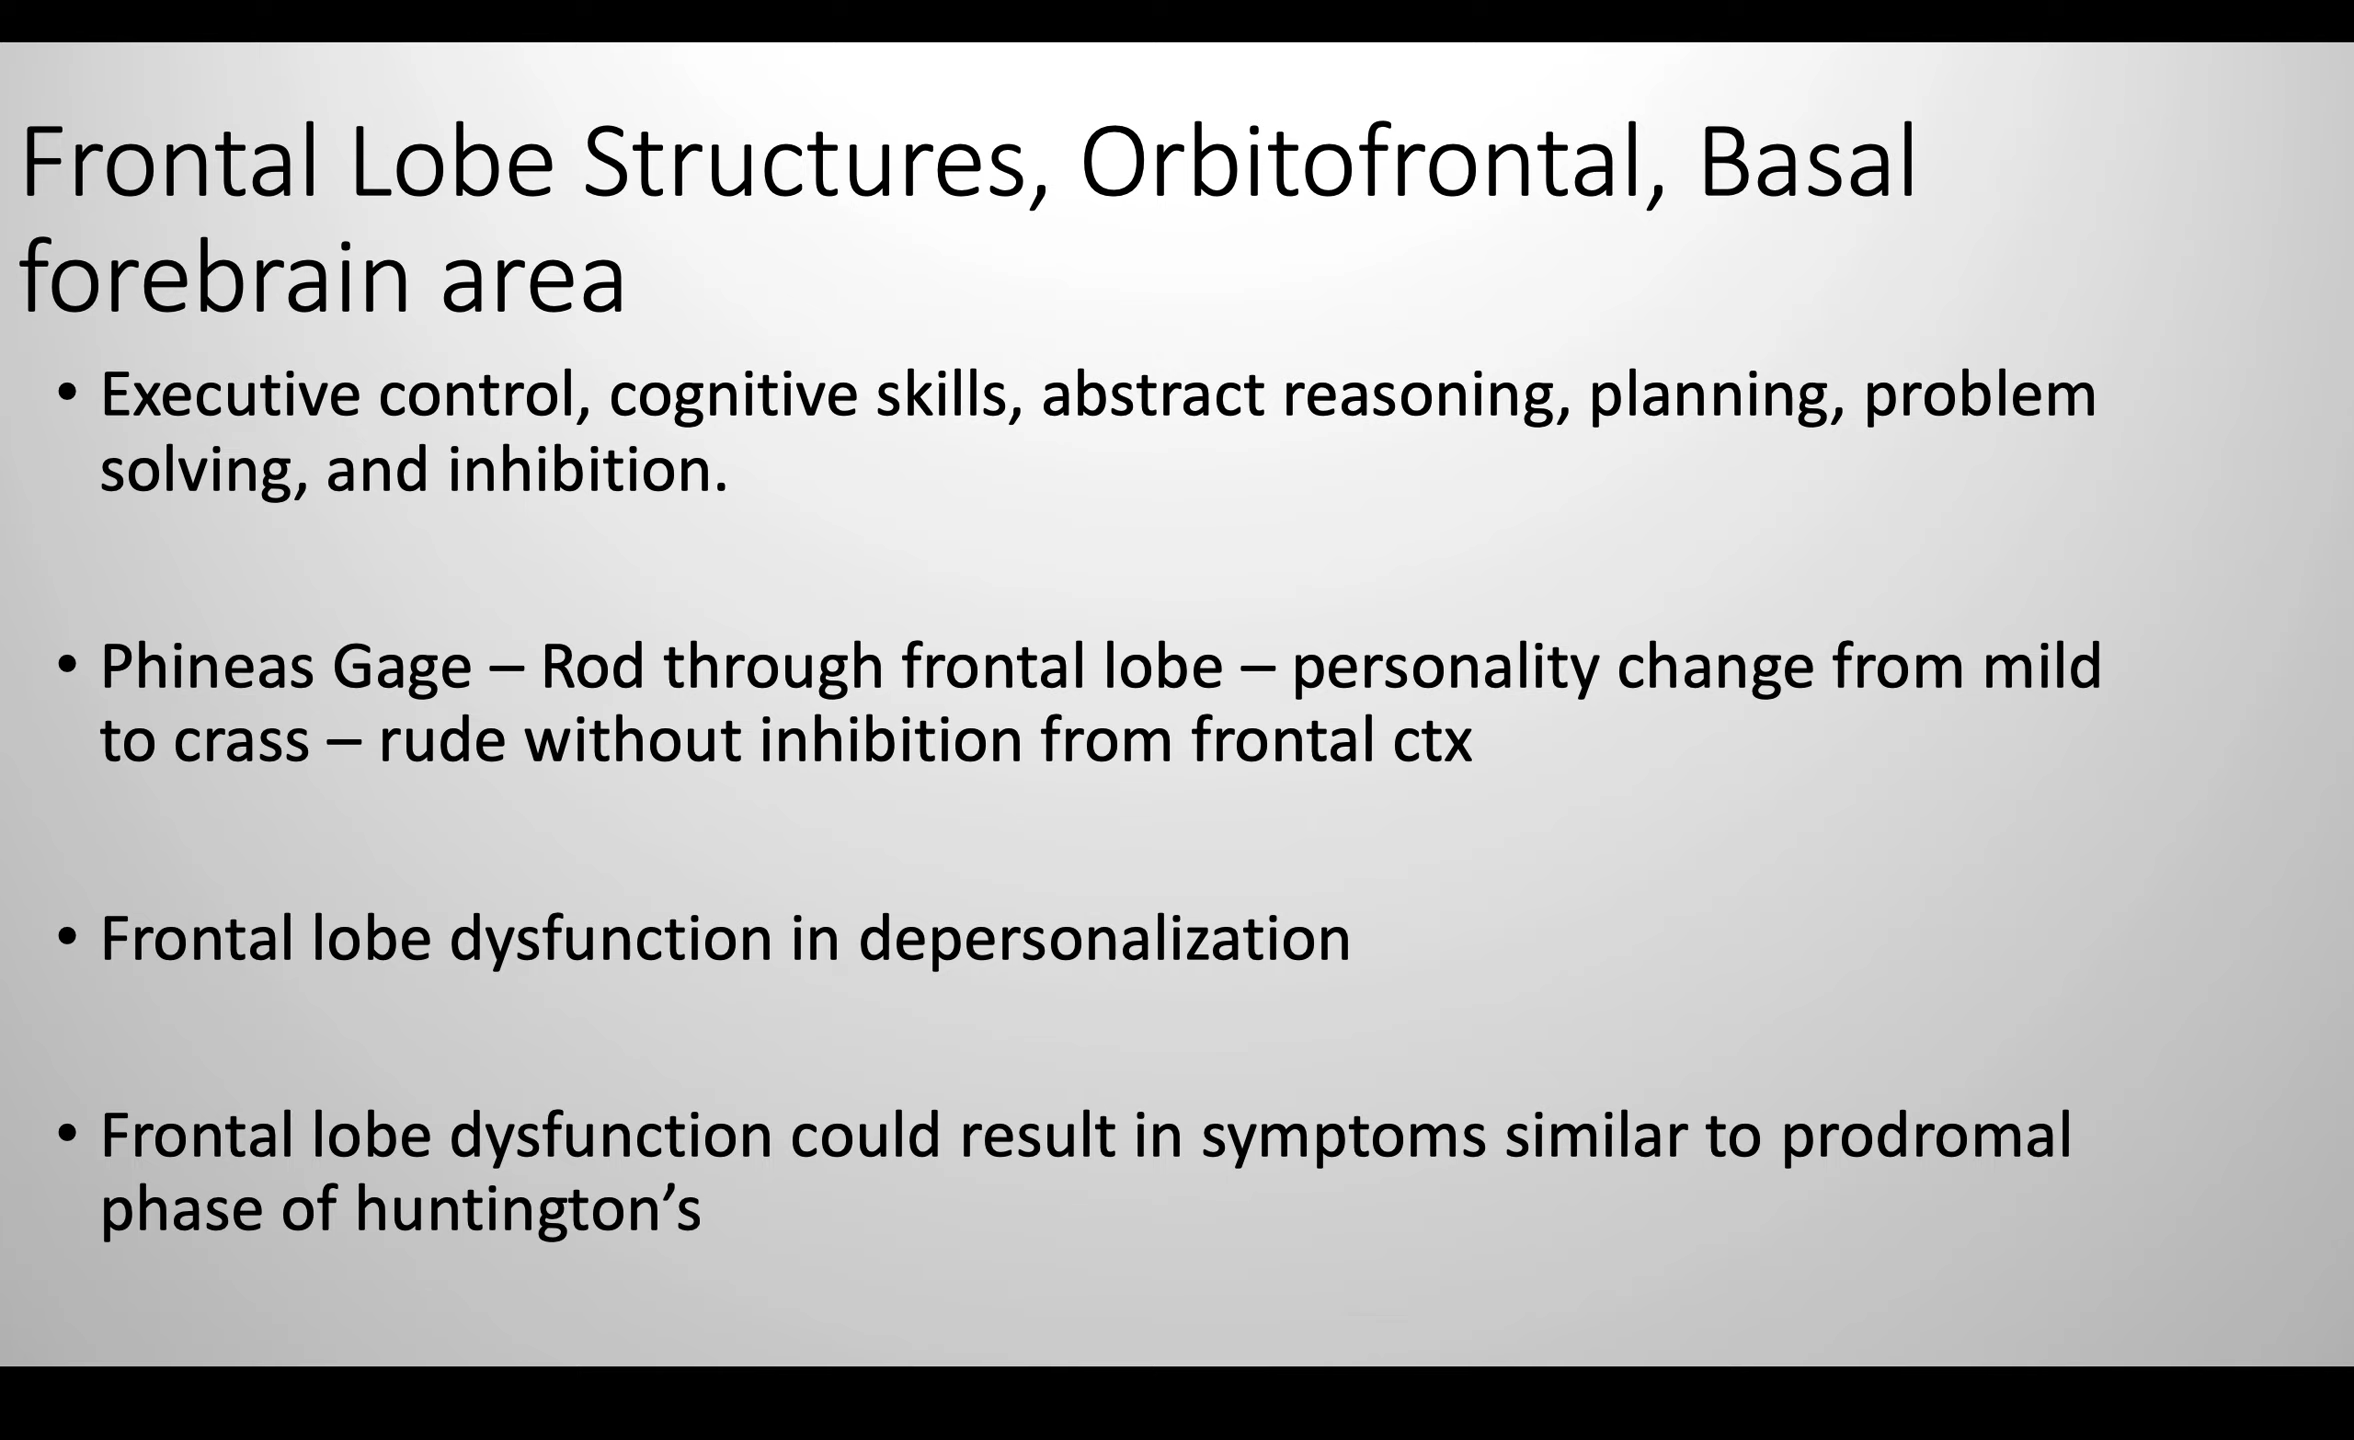 Frontal Lobe Structures, Orbitofrontal, Basal
forebrain area
• Executive control, cognitive skills, abstract reasoning, planning, problem
solving, and inhibition.
• Phineas Gage – Rod through frontal lobe – personality change from mild
to crass – rude without inhibition from frontal ctx
• Frontal lobe dysfunction in depersonalization
• Frontal lobe dysfunction could result in symptoms similar to prodromal
phase of huntington’s